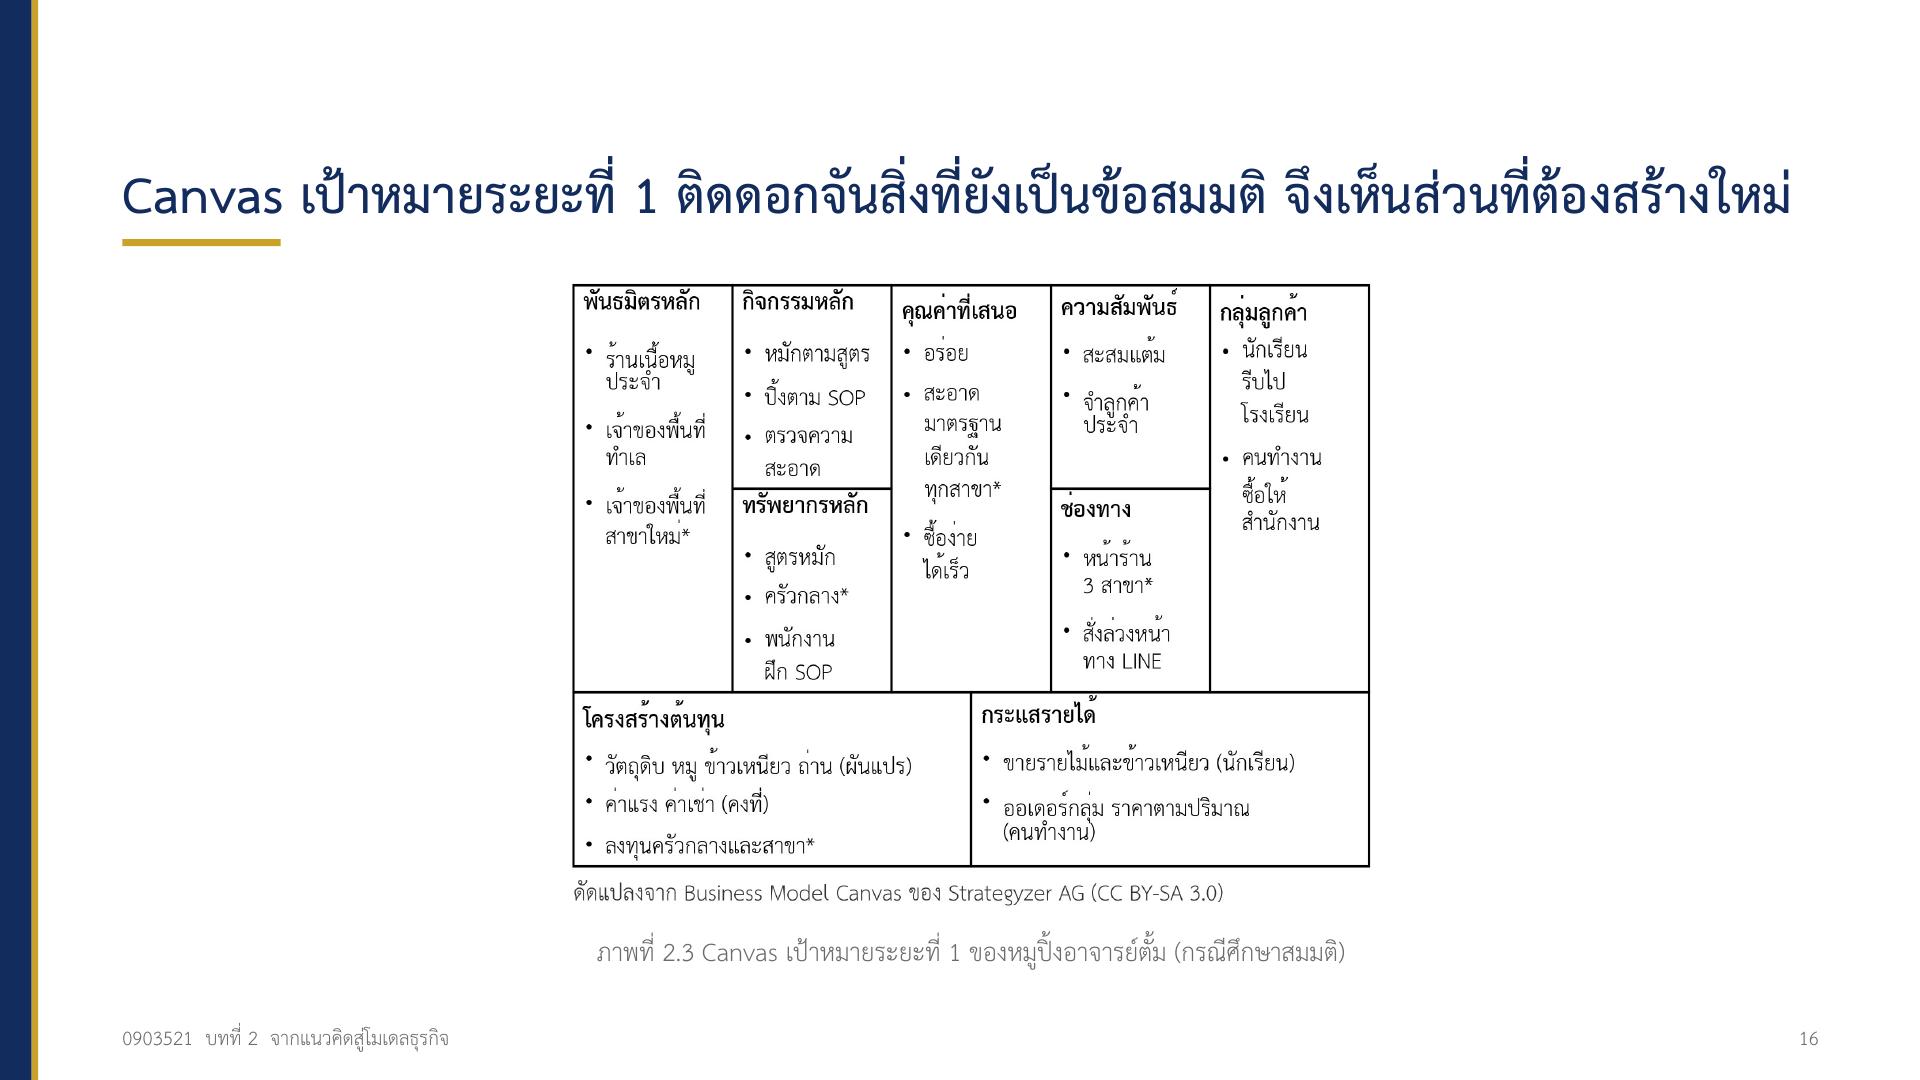 Canvas เป้าหมายระยะที่ 1 ติดดอกจันสิ่งที่ยังเป็นข้อสมมติ จึงเห็นส่วนที่ต้องสร้างใหม่
พันธมิตรหลัก
• ร้านเนื้อหมู
ประจำ
• เจ้าของพื้นที่
ทำเล
• เจ้าของพื้นที่
สาขาใหม่*
กิจกรรมหลัก
• หมักตามสูตร
• ปิ้งตาม SOP
• ตรวจความ
สะอาด
ทรัพยากรหลัก
• สูตรหมัก
• ครัวกลาง*
• พนักงาน
ฝึก SOP
คุณค่าที่เสนอ
• อร่อย
• สะอาด
มาตรฐาน
เดียวกัน
ทุกสาขา*
• ซื้อง่าย
ได้เร็ว
ความสัมพันธ์
• สะสมแต้ม
• จำลูกค้า
ประจำ
ช่องทาง
• หน้าร้าน
3 สาขา*
• สั่งล่วงหน้า
ทาง LINE
กลุ่มลูกค้า
• นักเรียน
รีบไป
โรงเรียน
• คนทำงาน
ซื้อให้
สำนักงาน
โครงสร้างต้นทุน
• วัตถุดิบ หมู ข้าวเหนียว ถ่าน (ผันแปร)
• ค่าแรง ค่าเช่า (คงที่)
• ลงทุนครัวกลางและสาขา*
กระแสรายได้
• ขายรายไม้และข้าวเหนียว (นักเรียน)
• ออเดอร์กลุ่ม ราคาตามปริมาณ
(คนทำงาน)
ดัดแปลงจาก Business Model Canvas ของ Strategyzer AG (CC BY-SA 3.0)
ภาพที่ 2.3 Canvas เป้าหมายระยะที่ 1 ของหมูปิ้งอาจารย์ตั้ม (กรณีศึกษาสมมติ)
0903521 บทที่ 2 จากแนวคิดสู่โมเดลธุรกิจ
16